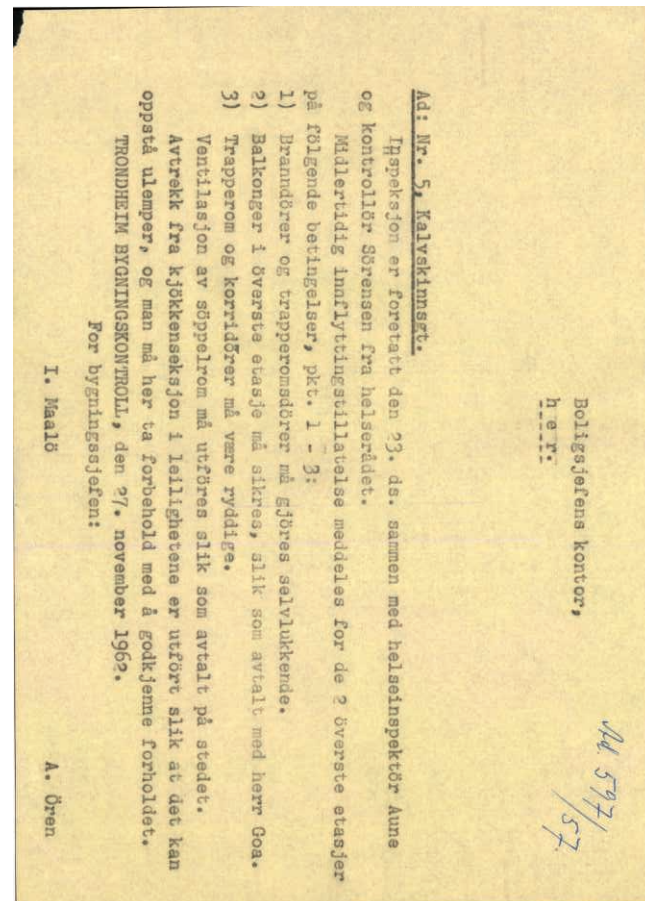 Ad. 597/57.
Boligsjefens kontor,
h e r.
Ad: Nr. 5, Kalvskinnsgt.
Inspeksjon er foretatt den 23. ds. sammen med helseinspektör Aune
og kontrollör Sörensen fra helserådet.
Midlertidig innflyttingstillatelse meddeles for de 2 överste etasjer
på fölgende betingelser, pkt. 1 - 3:
1) Branndörer og trapperomsdörer må gjöres selvlukkende.
2) Balkonger i överste etasje må sikres, slik som avtalt med herr Goa.
3) Trapperom og korridörer må være ryddige.
Ventilasjon av söppelrom må utföres slik som avtalt på stedet.
Avtrekk fra kjökkenseksjon i leilighetene er utfört slik at det kan
oppstå ulemper, og man må her ta forbehold med å godkjenne forholdet.
TRONDHEIM BYGNINGSKONTROLL, den 27. november 1962.
For bygningssjefen:
I. Maalö A. Ören